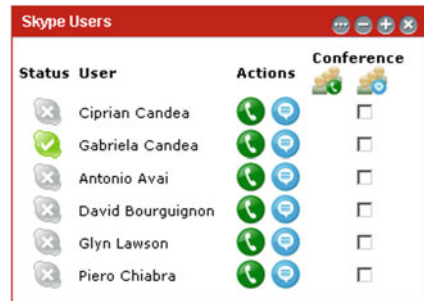 Skype Users
Conference
Status User Actions
Ciprian Candea
Gabriela Candea
Antonio Avai
David Bourguignon
Glyn Lawson
Piero Chiabra